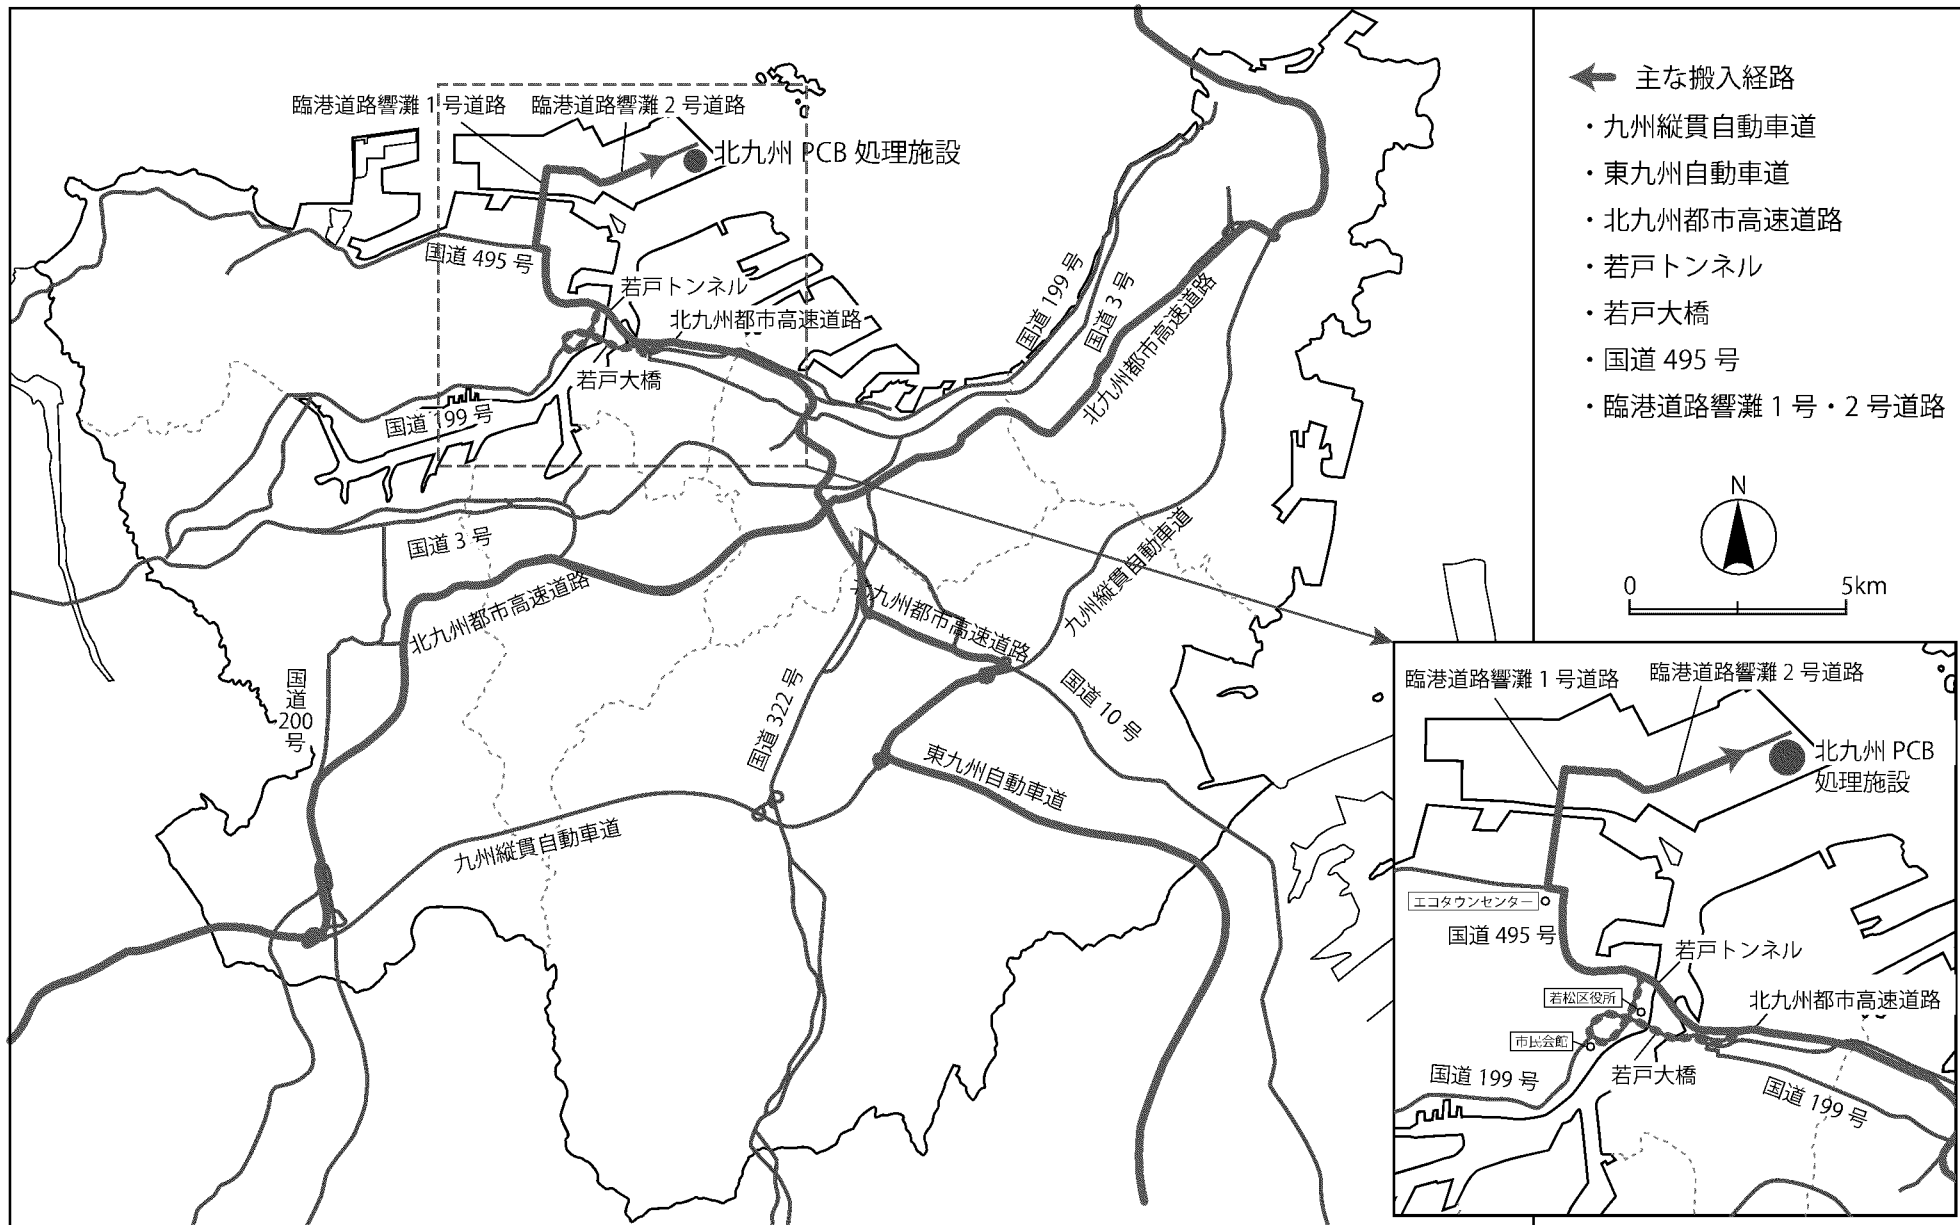 臨港道路響灘 1 号道路
臨港道路響灘 2 号道路
北九州 PCB 処理施設
国道 495 号
若戸トンネル
北九州都市高速道路
若戸大橋
国道 199 号
国道 199 号
国道 3 号
北九州都市高速道路
国道 3 号
北九州都市高速道路
九州縦貫自動車道
北九州都市高速道路
国道 200 号
国道 322 号
国道 10 号
東九州自動車道
九州縦貫自動車道
主な搬入経路
・九州縦貫自動車道
・東九州自動車道
・北九州都市高速道路
・若戸トンネル
・若戸大橋
・国道 495 号
・臨港道路響灘 1 号・2 号道路
N
0 5km
臨港道路響灘 1 号道路
臨港道路響灘 2 号道路
北九州 PCB
処理施設
エコタウンセンター
国道 495 号
若戸トンネル
若松区役所
北九州都市高速道路
市民会館
国道 199 号
若戸大橋
国道 199 号